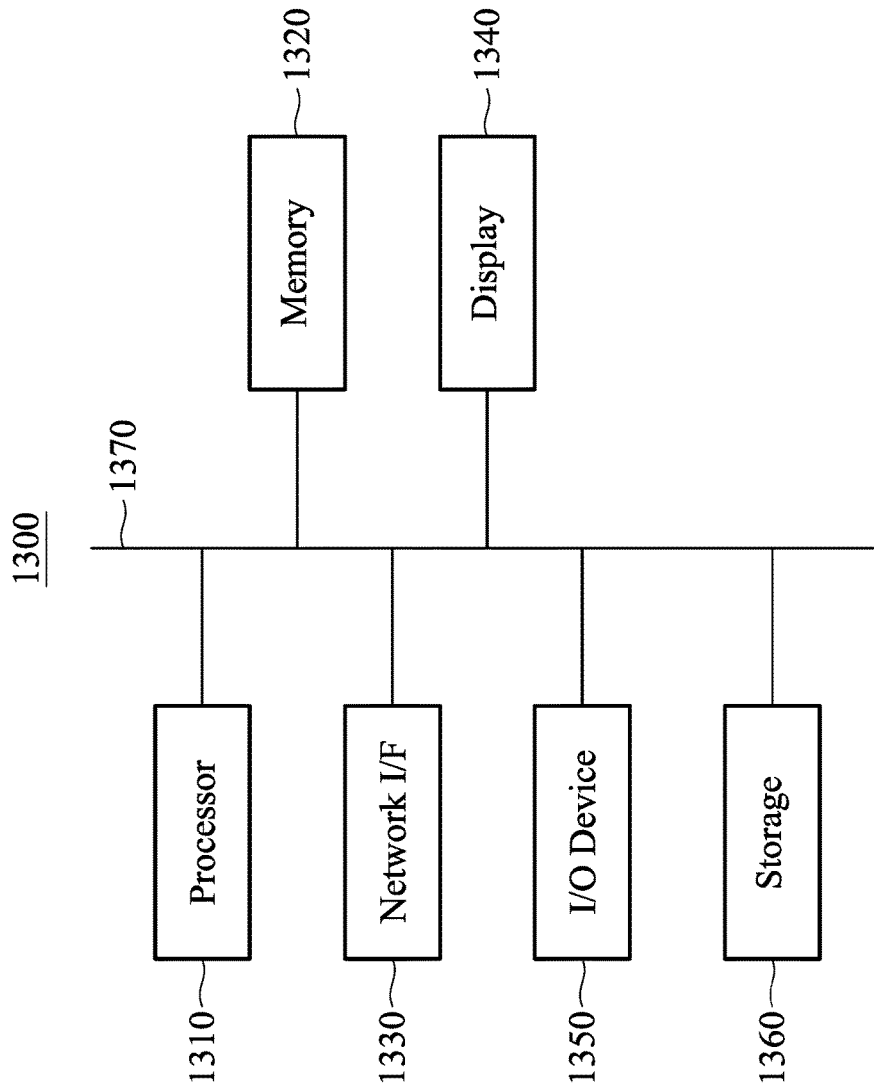 1300
1370
1310
Processor
Memory
1320
1330
Network I/F
Display
1340
1350
I/O Device
1360
Storage